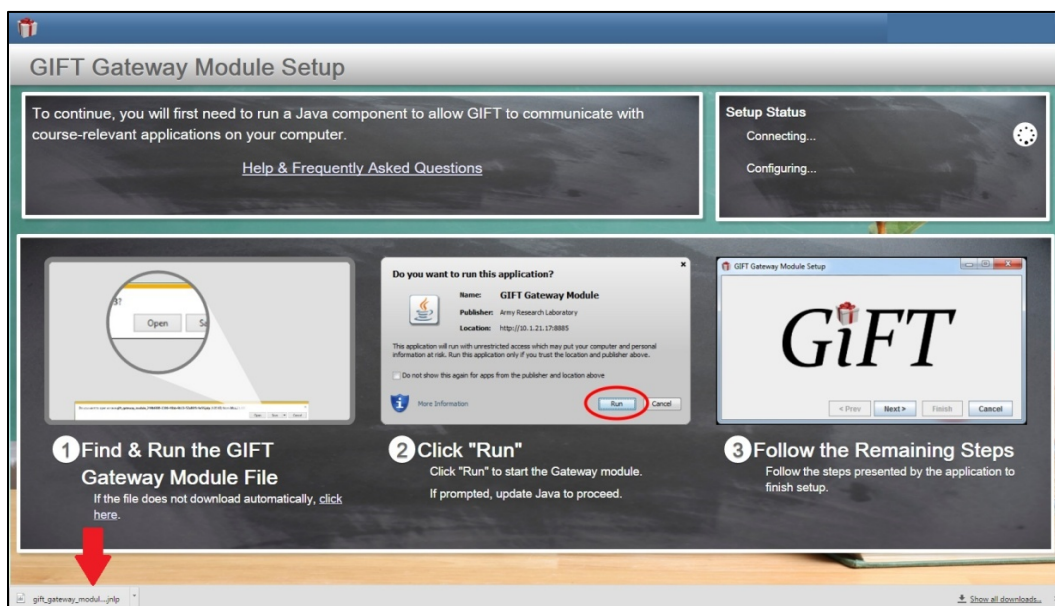 GIFT Gateway Module Setup
To continue, you will first need to run a Java component to allow GIFT to communicate with
course-relevant applications on your computer.
Help & Frequently Asked Questions
Setup Status
Connecting...
Configuring...
Open
Do you want to run this application?
Name: GIFT Gateway Module
Publisher: Army Research Laboratory
Location: http://10.1.21.17:8885
This application will run with unrestricted access which may put your computer and personal
information at risk. Run this application only if you trust the location and publisher above.
Do not show this again for apps from the publisher and location above
More Information
Run
Cancel
GIFT Gateway Module Setup
GiFT
< Prev
Next >
Finish
Cancel
1 Find & Run the GIFT
Gateway Module File
If the file does not download automatically, click
here.
2 Click "Run"
Click "Run" to start the Gateway module.
If prompted, update Java to proceed.
3 Follow the Remaining Steps
Follow the steps presented by the application to
finish setup.
gift_gateway_modul....jnlp
Show all downloads...